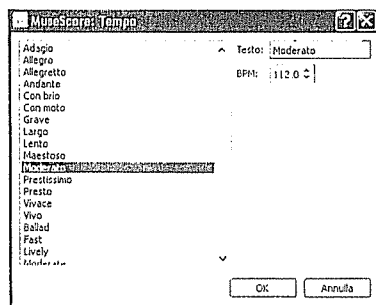 MuseScore: Tempo
Adagio
Allegro
Allegretto
Andante
Con brio
Con moto
Grave
Largo
Lento
Maestoso
Moderato
Prestissimo
Presto
Vivace
Vivo
Ballad
Fast
Lively
Moderate
Testo: Moderato
BPM: 112.0
OK
Annulla